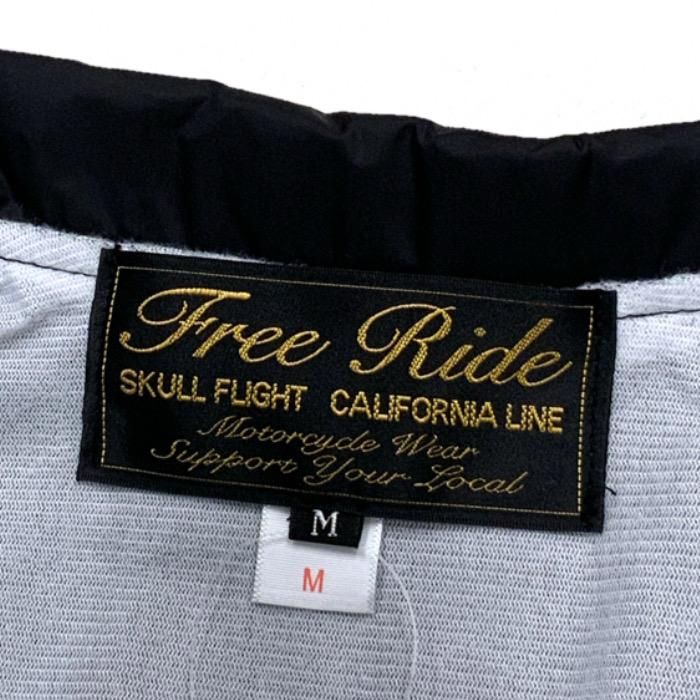 Free Ride
SKULL FLIGHT CALIFORNIA LINE
Motorcycle Wear
Support Your Local
M
M